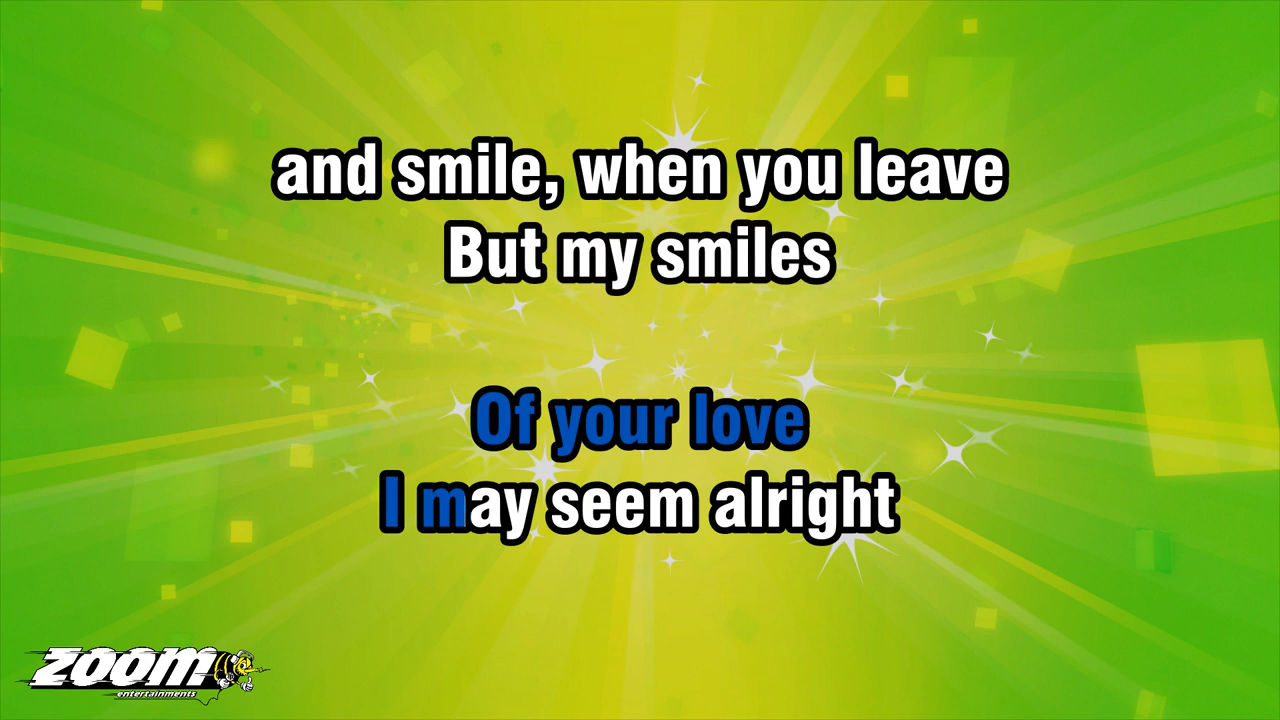 and smile, when you leave
But my smiles
Of your love
I may seem alright
zoom
entertainments